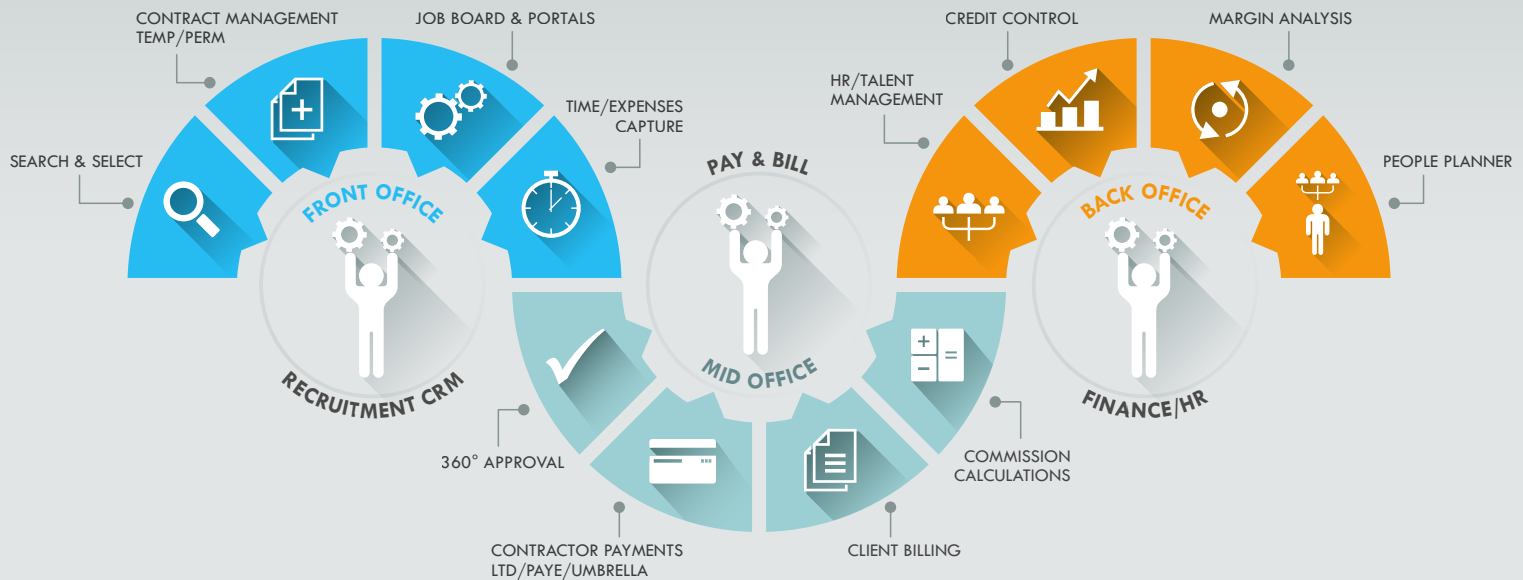 SEARCH & SELECT
CONTRACT MANAGEMENT
TEMP/PERM
JOB BOARD & PORTALS
TIME/EXPENSES
CAPTURE
FRONT OFFICE
RECRUITMENT CRM
360° APPROVAL
CONTRACTOR PAYMENTS
LTD/PAYE/UMBRELLA
CLIENT BILLING
COMMISSION
CALCULATIONS
PAY & BILL
MID OFFICE
HR/TALENT
MANAGEMENT
CREDIT CONTROL
MARGIN ANALYSIS
PEOPLE PLANNER
BACK OFFICE
FINANCE/HR